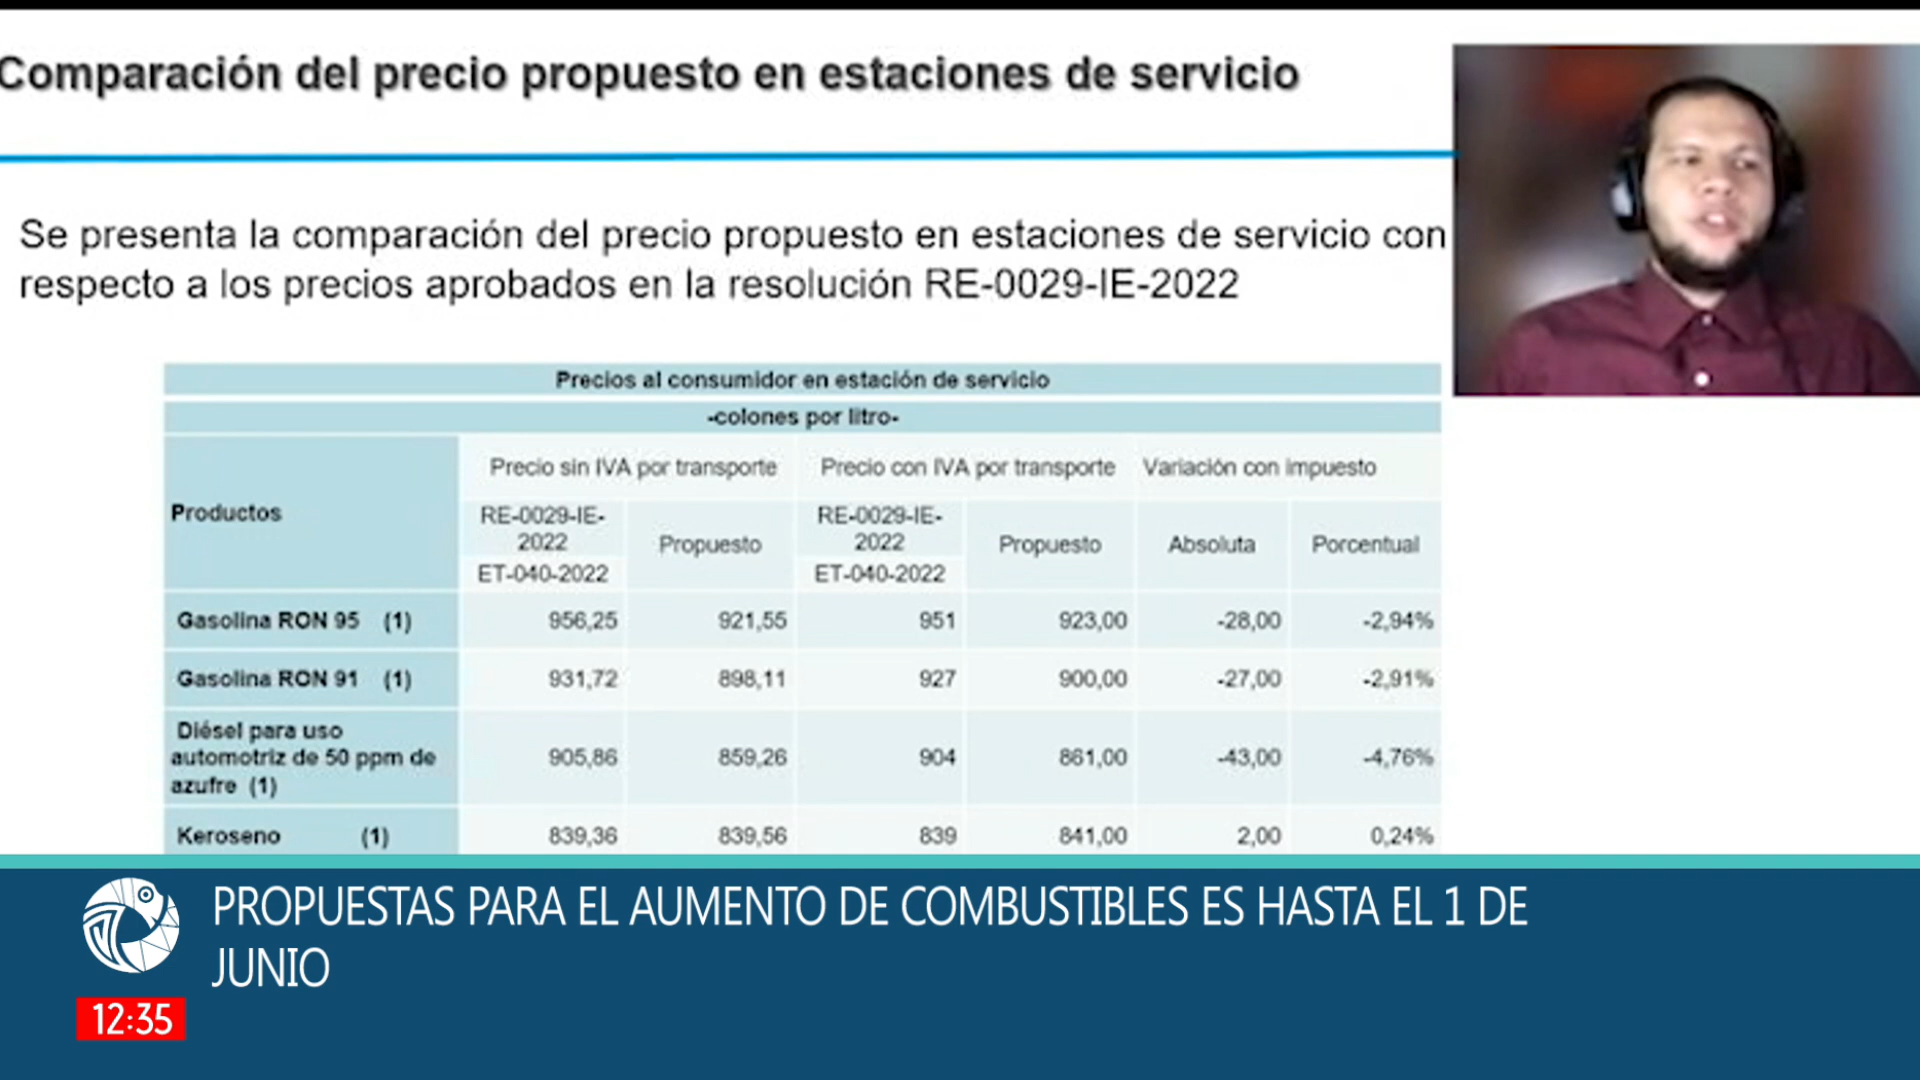 Comparación del precio propuesto en estaciones de servicio
Se presenta la comparación del precio propuesto en estaciones de servicio con
respecto a los precios aprobados en la resolución RE-0029-IE-2022
Precios al consumidor en estación de servicio
-colones por litro-
Productos
Precio sin IVA por transporte Precio con IVA por transporte Variación con impuesto
RE-0029-IE-
2022
ET-040-2022
Propuesto
RE-0029-IE-
2022
ET-040-2022
Propuesto
Absoluta
Porcentual
Gasolina RON 95 (1) 956,25 921,55 951 923,00 -28,00 -2,94%
Gasolina RON 91 (1) 931,72 898,11 927 900,00 -27,00 -2,91%
Diésel para uso
automotriz de 50 ppm de
azufre (1)
905,86 859,26 904 861,00 -43,00 -4,76%
Keroseno (1) 839,36 839,56 839 841,00 2,00 0,24%
PROPUESTAS PARA EL AUMENTO DE COMBUSTIBLES ES HASTA EL 1 DE
JUNIO
12:35